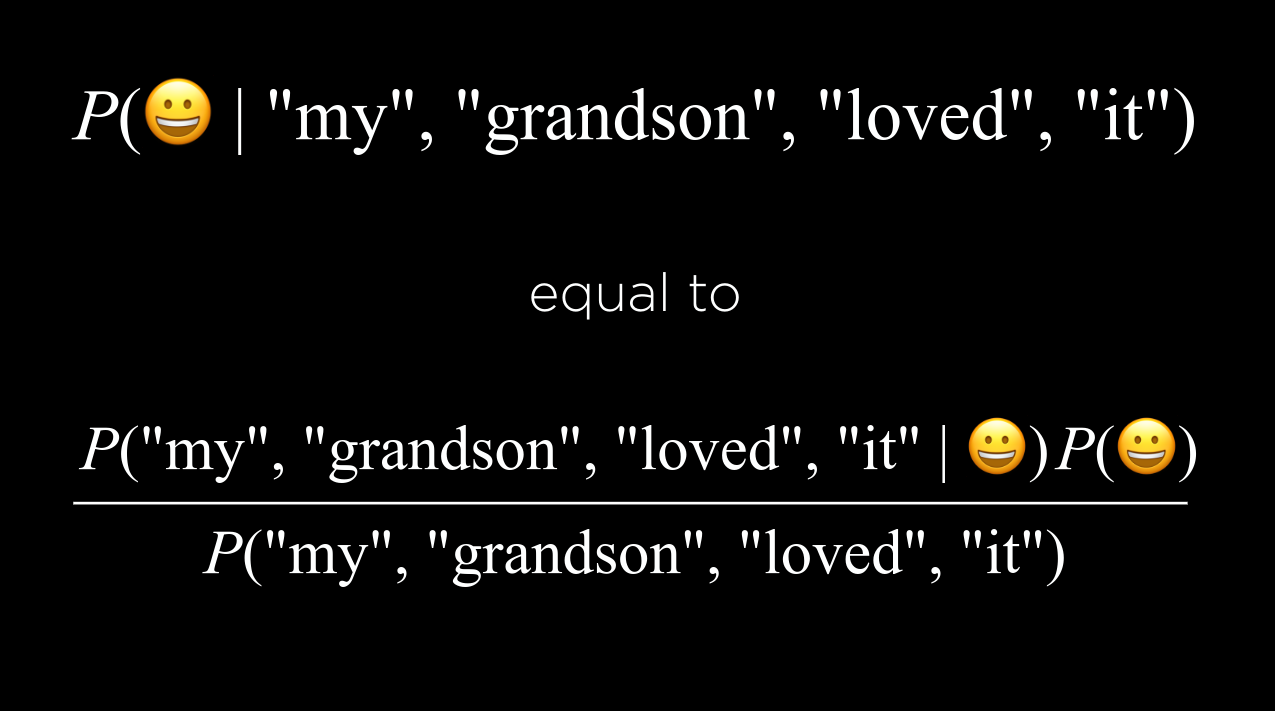 P(😀 | "my", "grandson", "loved", "it")
equal to
P("my", "grandson", "loved", "it" | 😀) P(😀)
P("my", "grandson", "loved", "it")